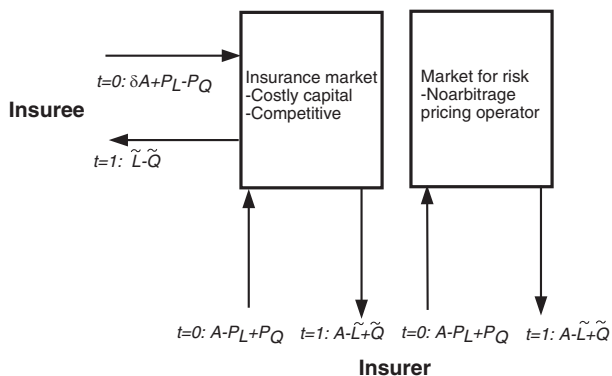 Insurance market
-Costly capital
-Competitive
Market for risk
-Noarbitrage
pricing operator
t=0: δA+P_L-P_Q
Insuree
t=1: L̃-Q̃
t=0: A-P_L+P_Q
t=1: A-L̃+Q̃
t=0: A-P_L+P_Q
t=1: A-L̃+Q̃
Insurer